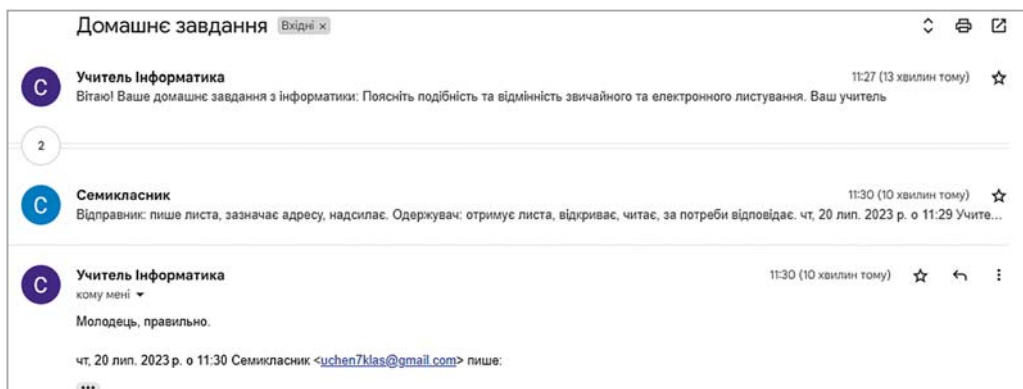 Домашнє завдання Вхідні ×
С
Учитель Інформатика 11:27 (13 хвилин тому)
Вітаю! Ваше домашнє завдання з інформатики: Поясніть подібність та відмінність звичайного та електронного листування. Ваш учитель
2
С
Семикласник 11:30 (10 хвилин тому)
Відправник: пише листа, зазначає адресу, надсилає. Одержувач: отримує листа, відкриває, читає, за потреби відповідає. чт, 20 лип. 2023 р. о 11:29 Учите...
С
Учитель Інформатика 11:30 (10 хвилин тому)
кому мені
Молодець, правильно.
чт, 20 лип. 2023 р. о 11:30 Семикласник <uchen7klas@gmail.com> пише: